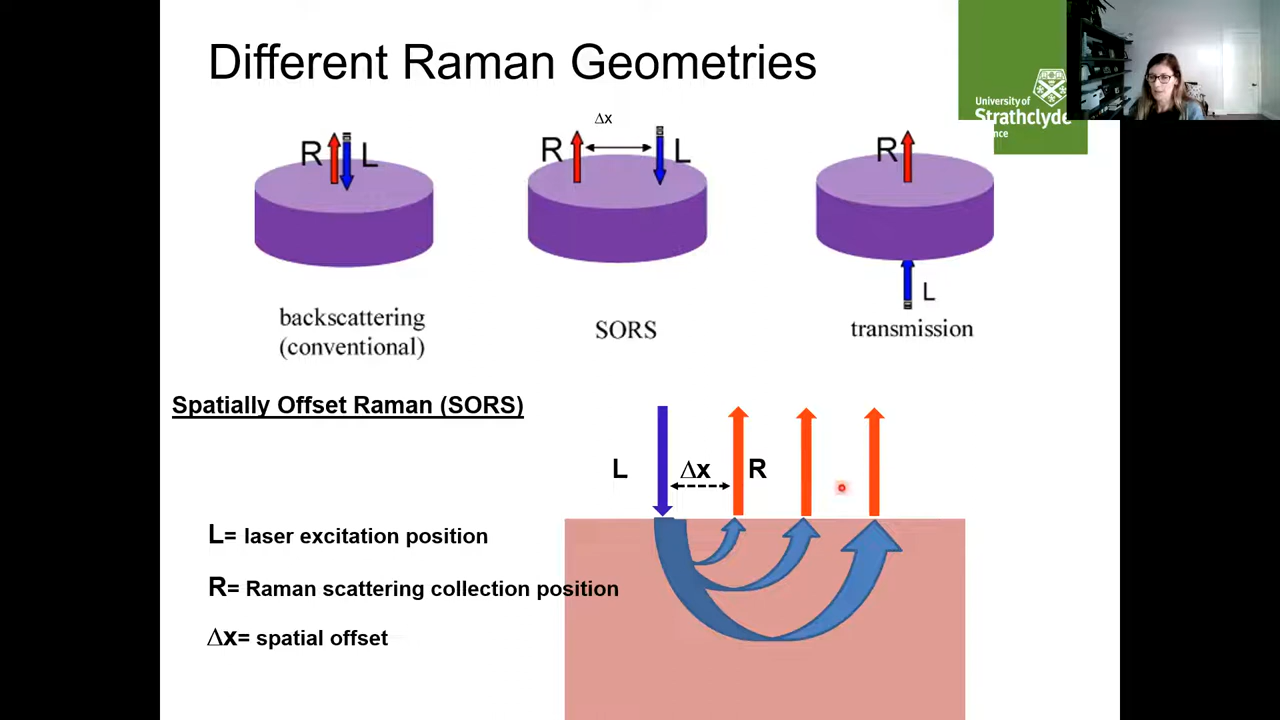 Different Raman Geometries
University of
Strathclyde
R L
R Δx L
R
L
backscattering
(conventional)
SORS
transmission
Spatially Offset Raman (SORS)
L Δx R
L= laser excitation position
R= Raman scattering collection position
Δx= spatial offset